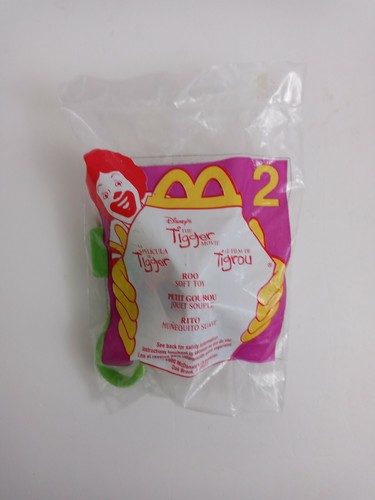 2
Disney's
THE
Tigger
MOVIE
LA PELÍCULA
de
Tigger
LE FILM DE
Tigrou
ROO
SOFT TOY
PETIT GOUROU
JOUET SOUPLE
RITO
MUÑEQUITO SUAVE
See back for safety information